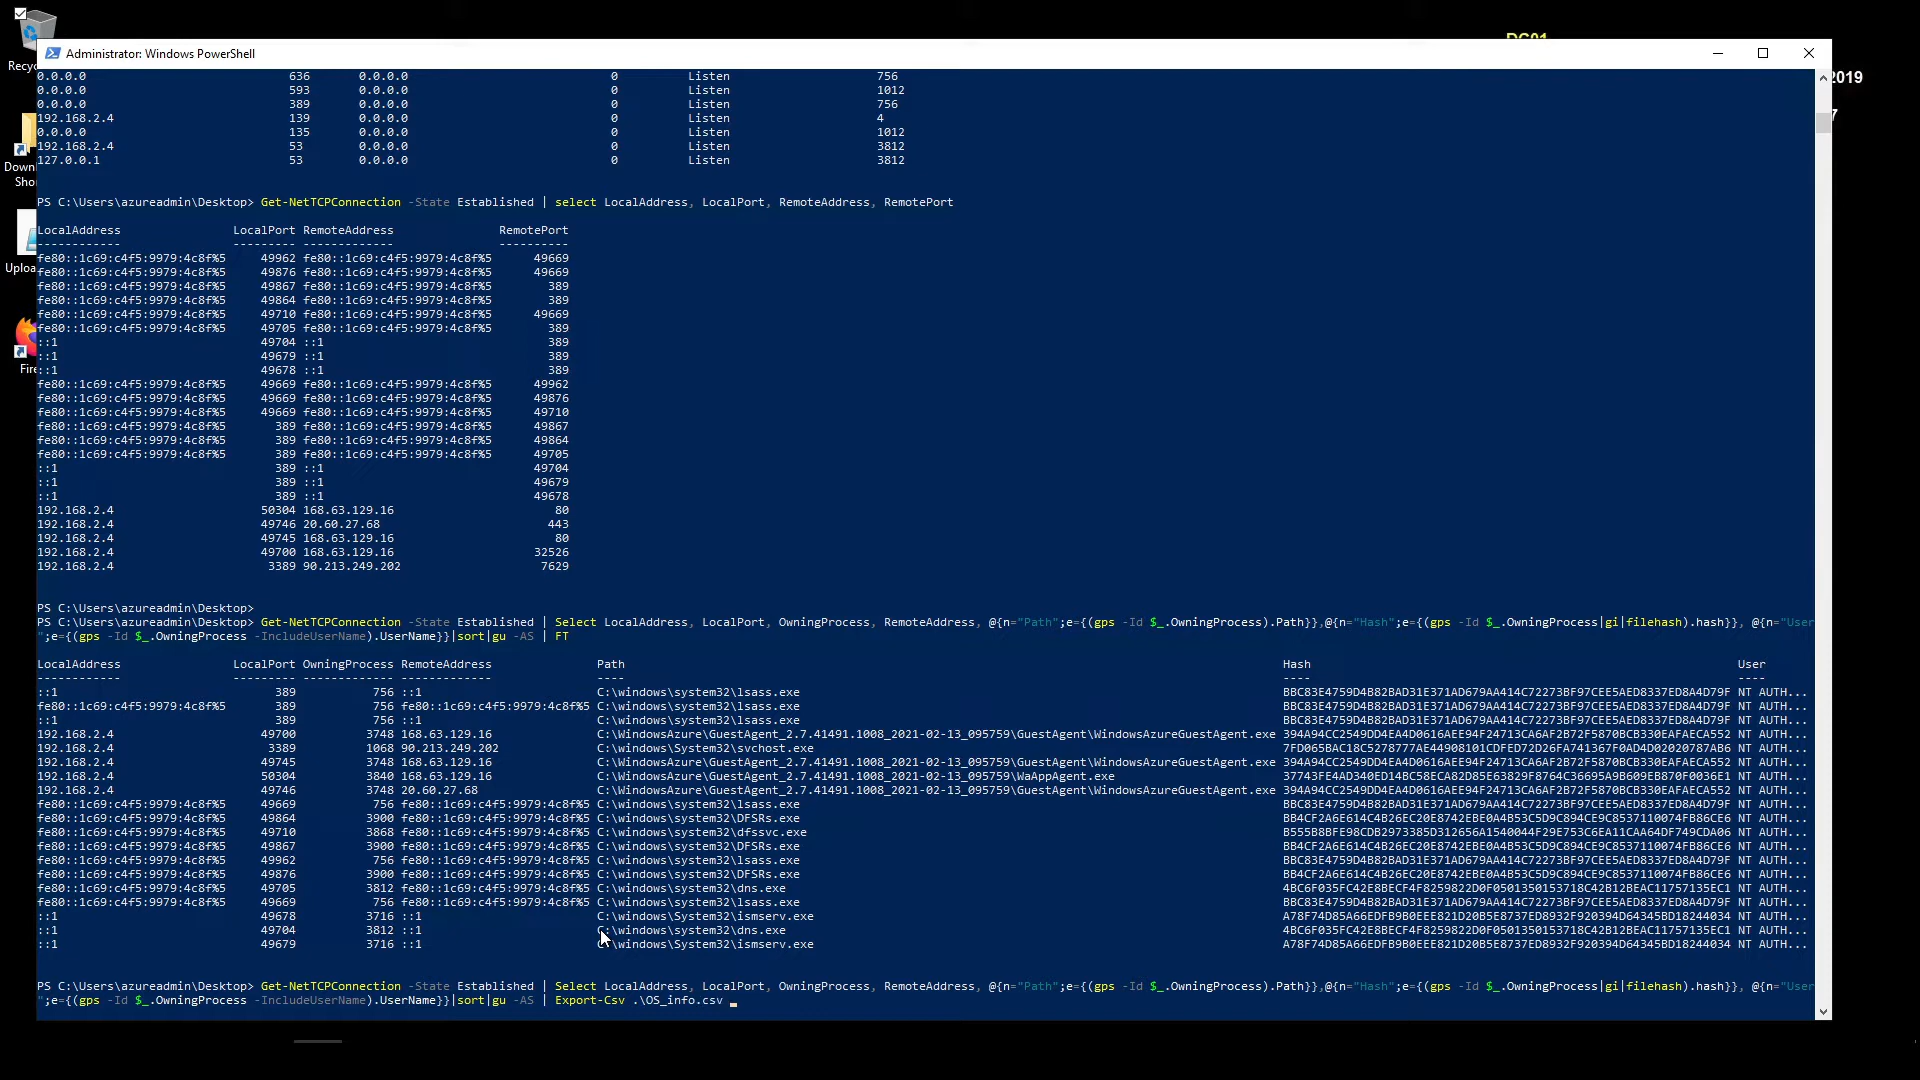 Administrator: Windows PowerShell
DC01
2019
7
Recyc
Down
Sho
Uploa
Fire
0.0.0.0 636 0.0.0.0 0 Listen 756
0.0.0.0 593 0.0.0.0 0 Listen 1012
0.0.0.0 389 0.0.0.0 0 Listen 756
192.168.2.4 139 0.0.0.0 0 Listen 4
0.0.0.0 135 0.0.0.0 0 Listen 1012
192.168.2.4 53 0.0.0.0 0 Listen 3812
127.0.0.1 53 0.0.0.0 0 Listen 3812
PS C:\Users\azureadmin\Desktop> Get-NetTCPConnection -State Established | select LocalAddress, LocalPort, RemoteAddress, RemotePort
LocalAddress LocalPort RemoteAddress RemotePort
------------ --------- ------------- ----------
fe80::1c69:c4f5:9979:4c8f%5 49962 fe80::1c69:c4f5:9979:4c8f%5 49669
fe80::1c69:c4f5:9979:4c8f%5 49876 fe80::1c69:c4f5:9979:4c8f%5 49669
fe80::1c69:c4f5:9979:4c8f%5 49867 fe80::1c69:c4f5:9979:4c8f%5 389
fe80::1c69:c4f5:9979:4c8f%5 49864 fe80::1c69:c4f5:9979:4c8f%5 389
fe80::1c69:c4f5:9979:4c8f%5 49710 fe80::1c69:c4f5:9979:4c8f%5 49669
fe80::1c69:c4f5:9979:4c8f%5 49705 fe80::1c69:c4f5:9979:4c8f%5 389
::1 49704 ::1 389
::1 49679 ::1 389
::1 49678 ::1 389
fe80::1c69:c4f5:9979:4c8f%5 49669 fe80::1c69:c4f5:9979:4c8f%5 49962
fe80::1c69:c4f5:9979:4c8f%5 49669 fe80::1c69:c4f5:9979:4c8f%5 49876
fe80::1c69:c4f5:9979:4c8f%5 49669 fe80::1c69:c4f5:9979:4c8f%5 49710
fe80::1c69:c4f5:9979:4c8f%5 389 fe80::1c69:c4f5:9979:4c8f%5 49867
fe80::1c69:c4f5:9979:4c8f%5 389 fe80::1c69:c4f5:9979:4c8f%5 49864
fe80::1c69:c4f5:9979:4c8f%5 389 fe80::1c69:c4f5:9979:4c8f%5 49705
::1 389 ::1 49704
::1 389 ::1 49679
::1 389 ::1 49678
192.168.2.4 50304 168.63.129.16 80
192.168.2.4 49746 20.60.27.68 443
192.168.2.4 49745 168.63.129.16 80
192.168.2.4 49700 168.63.129.16 32526
192.168.2.4 3389 90.213.249.202 7629
PS C:\Users\azureadmin\Desktop>
PS C:\Users\azureadmin\Desktop> Get-NetTCPConnection -State Established | Select LocalAddress, LocalPort, OwningProcess, RemoteAddress, @{n="Path";e={(gps -Id $_.OwningProcess).Path}},@{n="Hash";e={(gps -Id $_.OwningProcess|gi|filehash).hash}}, @{n="User
";e={(gps -Id $_.OwningProcess -IncludeUserName).UserName}}|sort|gu -AS | FT
LocalAddress LocalPort OwningProcess RemoteAddress Path Hash User
------------ --------- ------------- ------------- ---- ---- ----
::1 389 756 ::1 C:\windows\system32\lsass.exe BBC83E4759D4B82BAD31E371AD679AA414C72273BF97CEE5AED8337ED8A4D79F NT AUTH...
fe80::1c69:c4f5:9979:4c8f%5 389 756 fe80::1c69:c4f5:9979:4c8f%5 C:\windows\system32\lsass.exe BBC83E4759D4B82BAD31E371AD679AA414C72273BF97CEE5AED8337ED8A4D79F NT AUTH...
::1 389 756 ::1 C:\windows\system32\lsass.exe BBC83E4759D4B82BAD31E371AD679AA414C72273BF97CEE5AED8337ED8A4D79F NT AUTH...
192.168.2.4 49700 3748 168.63.129.16 C:\WindowsAzure\GuestAgent_2.7.41491.1008_2021-02-13_095759\GuestAgent\WindowsAzureGuestAgent.exe 394A94CC2549DD4EA4D0616AEE94F24713CA6AF2B72F5870BCB330EAFAECA552 NT AUTH...
192.168.2.4 3389 1068 90.213.249.202 C:\windows\System32\svchost.exe 7FD065BAC18C5278777AE44908101CDFED72D26FA741367F0AD4D02020787AB6 NT AUTH...
192.168.2.4 49745 3748 168.63.129.16 C:\WindowsAzure\GuestAgent_2.7.41491.1008_2021-02-13_095759\GuestAgent\WindowsAzureGuestAgent.exe 394A94CC2549DD4EA4D0616AEE94F24713CA6AF2B72F5870BCB330EAFAECA552 NT AUTH...
192.168.2.4 50304 3840 168.63.129.16 C:\WindowsAzure\GuestAgent_2.7.41491.1008_2021-02-13_095759\WaAppAgent.exe 37743FE4AD340ED14BC58ECA82D85E63829F8764C36695A9B609EB870F0036E1 NT AUTH...
192.168.2.4 49746 3748 20.60.27.68 C:\WindowsAzure\GuestAgent_2.7.41491.1008_2021-02-13_095759\GuestAgent\WindowsAzureGuestAgent.exe 394A94CC2549DD4EA4D0616AEE94F24713CA6AF2B72F5870BCB330EAFAECA552 NT AUTH...
fe80::1c69:c4f5:9979:4c8f%5 49669 756 fe80::1c69:c4f5:9979:4c8f%5 C:\windows\system32\lsass.exe BBC83E4759D4B82BAD31E371AD679AA414C72273BF97CEE5AED8337ED8A4D79F NT AUTH...
fe80::1c69:c4f5:9979:4c8f%5 49864 3900 fe80::1c69:c4f5:9979:4c8f%5 C:\windows\system32\DFSRs.exe BB4CF2A6E614C4B26EC20E8742EBE0A4B53C5D9C894CE9C8537110074FB86CE6 NT AUTH...
fe80::1c69:c4f5:9979:4c8f%5 49710 3868 fe80::1c69:c4f5:9979:4c8f%5 C:\windows\system32\dfssvc.exe B555B8BFE98CDB2973385D312656A1540044F29E753C6EA11CAA64DF749CDA06 NT AUTH...
fe80::1c69:c4f5:9979:4c8f%5 49867 3900 fe80::1c69:c4f5:9979:4c8f%5 C:\windows\system32\DFSRs.exe BB4CF2A6E614C4B26EC20E8742EBE0A4B53C5D9C894CE9C8537110074FB86CE6 NT AUTH...
fe80::1c69:c4f5:9979:4c8f%5 49962 756 fe80::1c69:c4f5:9979:4c8f%5 C:\windows\system32\lsass.exe BBC83E4759D4B82BAD31E371AD679AA414C72273BF97CEE5AED8337ED8A4D79F NT AUTH...
fe80::1c69:c4f5:9979:4c8f%5 49876 3900 fe80::1c69:c4f5:9979:4c8f%5 C:\windows\system32\DFSRs.exe BB4CF2A6E614C4B26EC20E8742EBE0A4B53C5D9C894CE9C8537110074FB86CE6 NT AUTH...
fe80::1c69:c4f5:9979:4c8f%5 49705 3812 fe80::1c69:c4f5:9979:4c8f%5 C:\windows\system32\dns.exe 4BC6F035FC42E8BECF4F8259822D0F0501350153718C42B12BEAC11757135EC1 NT AUTH...
fe80::1c69:c4f5:9979:4c8f%5 49669 756 fe80::1c69:c4f5:9979:4c8f%5 C:\windows\system32\lsass.exe BBC83E4759D4B82BAD31E371AD679AA414C72273BF97CEE5AED8337ED8A4D79F NT AUTH...
::1 49678 3716 ::1 C:\windows\System32\ismserv.exe A78F74D85A66EDFB9B0EEE821D20B5E8737ED8932F920394D64345BD18244034 NT AUTH...
::1 49704 3812 ::1 C:\windows\system32\dns.exe 4BC6F035FC42E8BECF4F8259822D0F0501350153718C42B12BEAC11757135EC1 NT AUTH...
::1 49679 3716 ::1 C:\windows\System32\ismserv.exe A78F74D85A66EDFB9B0EEE821D20B5E8737ED8932F920394D64345BD18244034 NT AUTH...
PS C:\Users\azureadmin\Desktop> Get-NetTCPConnection -State Established | Select LocalAddress, LocalPort, OwningProcess, RemoteAddress, @{n="Path";e={(gps -Id $_.OwningProcess).Path}},@{n="Hash";e={(gps -Id $_.OwningProcess|gi|filehash).hash}}, @{n="User
";e={(gps -Id $_.OwningProcess -IncludeUserName).UserName}}|sort|gu -AS | Export-Csv .\OS_info.csv